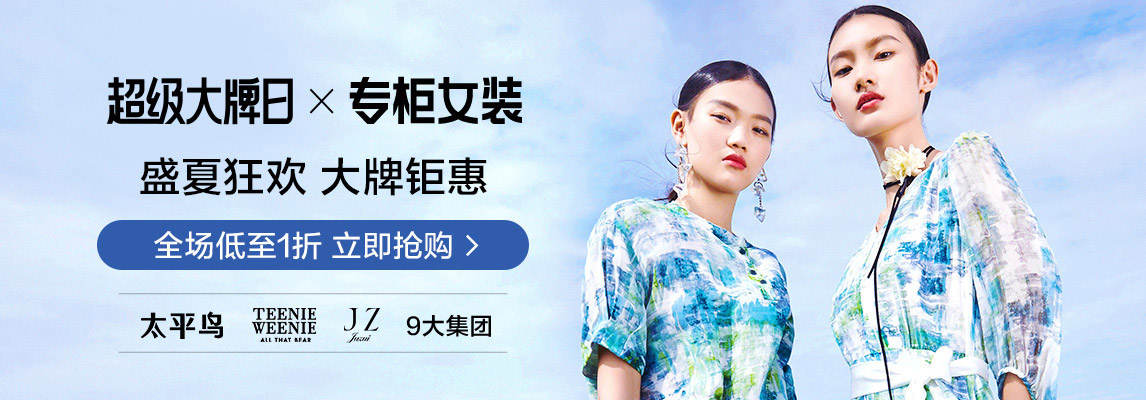 超级大牌日×专柜女装
盛夏狂欢 大牌钜惠
全场低至1折 立即抢购 >
太平鸟
TEENIE
WEENIE
ALL THAT BEAR
JZ
Juzui
9大集团